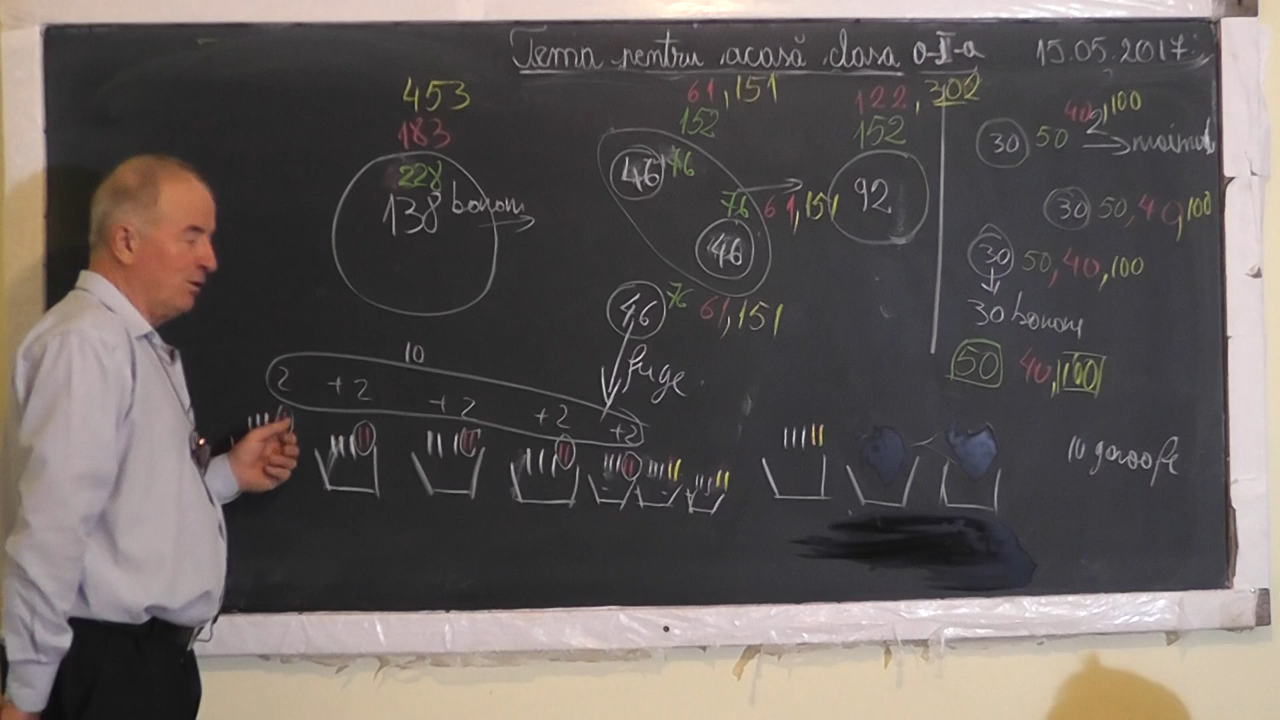 Tema pentru acasă clasa a-II-a 15.05.2017
453 61,151 122,302 40,100
183 152 152 30 50 2 maimuț
228 46 76
138 bonom 76 61,151 92 30 50,40,100
46
30 50,40,100
46 76 61,151 30 bonom
fuge 50 40,100
10
2 +2 +2 +2 +2
10 garoafe